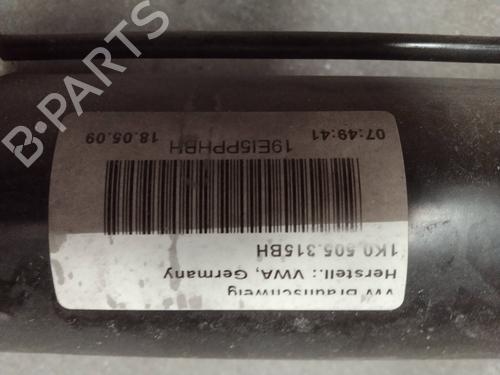 VW Braunschweig
Herstell.: VWA, Germany
1K0.505.315BH
19EI5PPHBH
18.05.09 07:49:41
B-PARTS